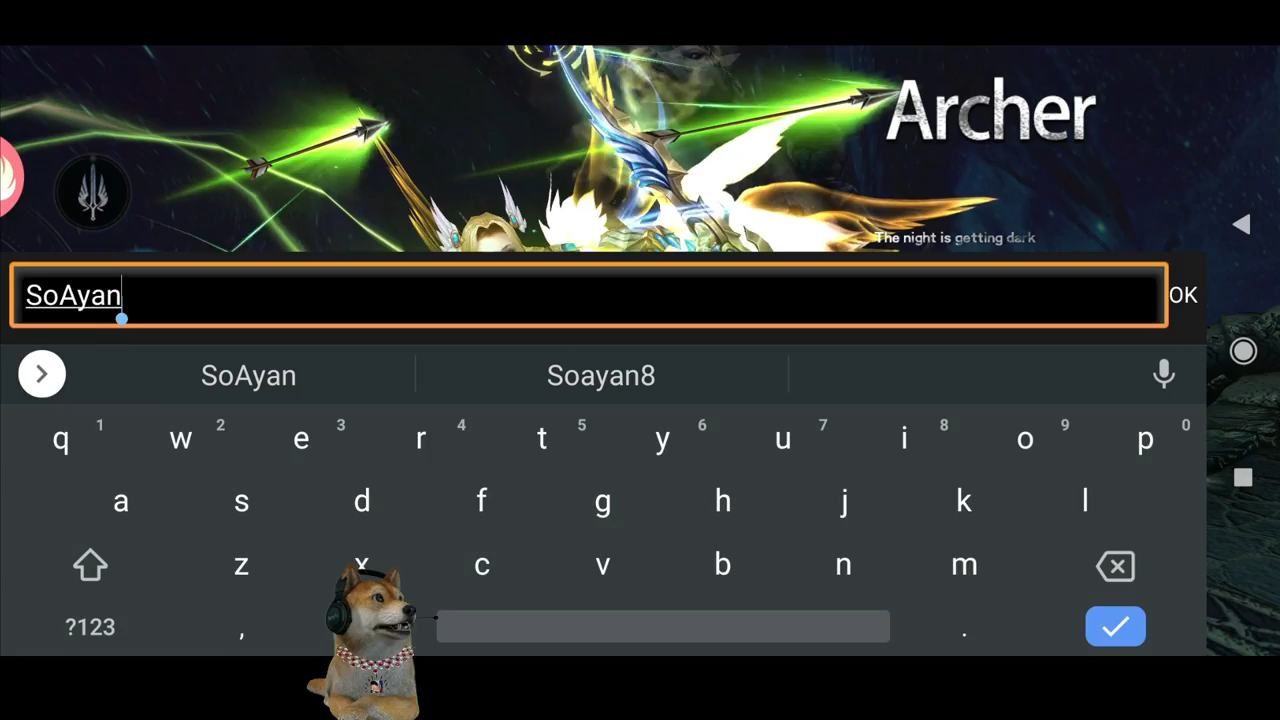 Archer
The night is getting dark
SoAyan
OK
SoAyan Soayan8
q 1 w 2 e 3 r 4 t 5 y 6 u 7 i 8 o 9 p 0
a s d f g h j k l
z x c v b n m
?123 , .